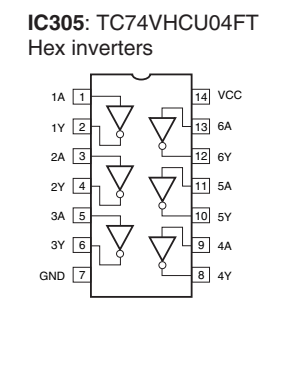 IC305: TC74VHCU04FT
Hex inverters
1A 1 14 VCC
1Y 2 13 6A
2A 3 12 6Y
2Y 4 11 5A
3A 5 10 5Y
3Y 6 9 4A
GND 7 8 4Y